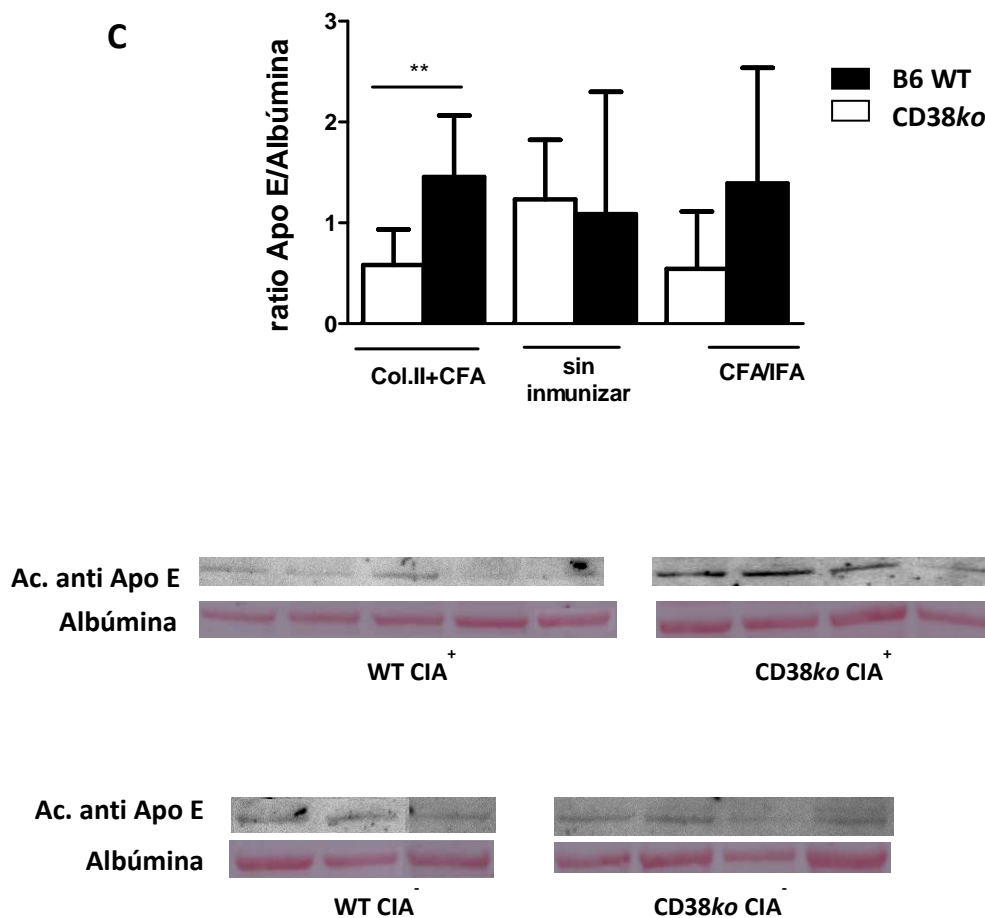 C
ratio Apo E/Albúmina
3
2
1
0
**
B6 WT
CD38ko
Col.II+CFA
sin
inmunizar
CFA/IFA
Ac. anti Apo E
Albúmina
WT CIA+
CD38ko CIA+
Ac. anti Apo E
Albúmina
WT CIA-
CD38ko CIA-